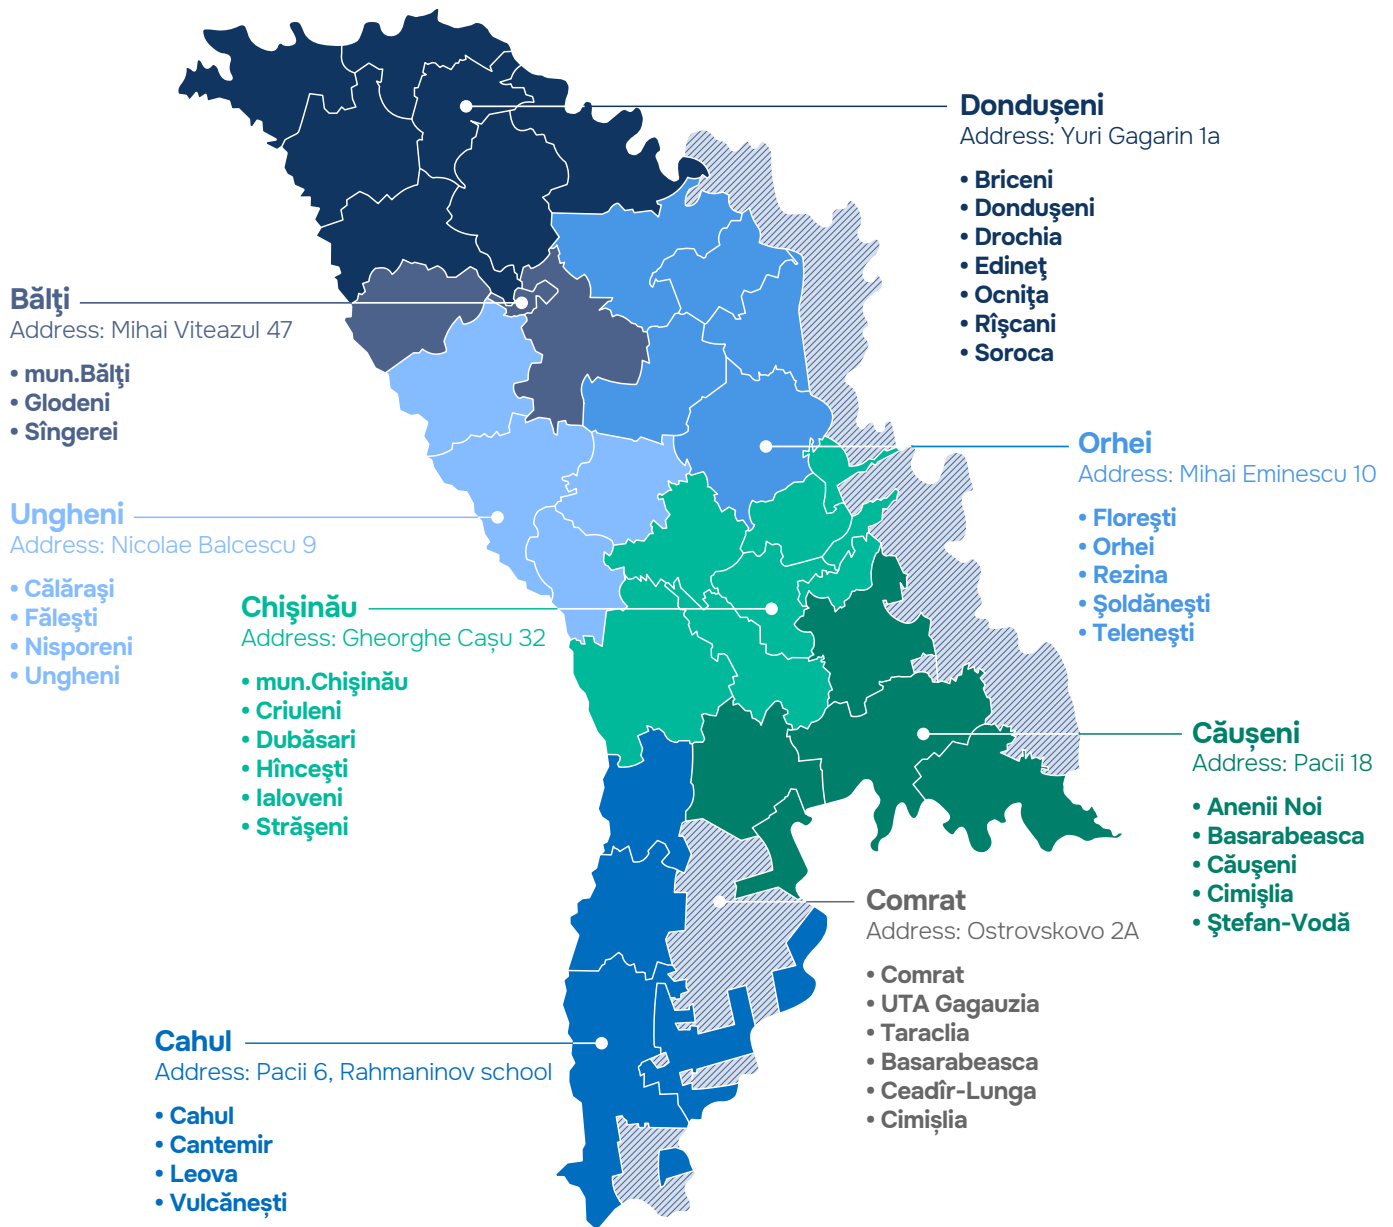 Dondușeni
Address: Yuri Gagarin 1a
• Briceni
• Donduşeni
• Drochia
• Edineţ
• Ocniţa
• Rîşcani
• Soroca
Bălţi
Address: Mihai Viteazul 47
• mun.Bălţi
• Glodeni
• Sîngerei
Orhei
Address: Mihai Eminescu 10
• Floreşti
• Orhei
• Rezina
• Şoldăneşti
• Teleneşti
Ungheni
Address: Nicolae Balcescu 9
• Călăraşi
• Făleşti
• Nisporeni
• Ungheni
Chişinău
Address: Gheorghe Cașu 32
• mun.Chişinău
• Criuleni
• Dubăsari
• Hînceşti
• Ialoveni
• Străşeni
Căușeni
Address: Pacii 18
• Anenii Noi
• Basarabeasca
• Căuşeni
• Cimişlia
• Ştefan-Vodă
Comrat
Address: Ostrovskovo 2A
• Comrat
• UTA Gagauzia
• Taraclia
• Basarabeasca
• Ceadîr-Lunga
• Cimișlia
Cahul
Address: Pacii 6, Rahmaninov school
• Cahul
• Cantemir
• Leova
• Vulcănești